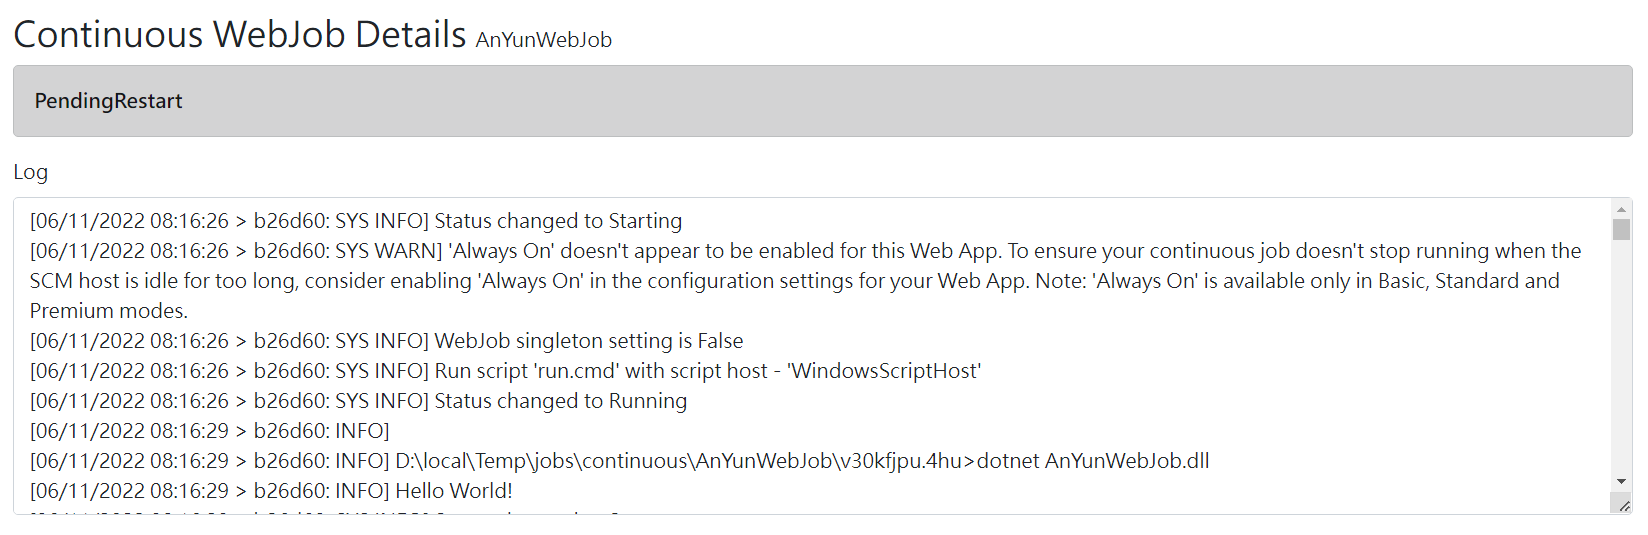 Continuous WebJob Details AnYunWebJob
PendingRestart
Log
[06/11/2022 08:16:26 > b26d60: SYS INFO] Status changed to Starting
[06/11/2022 08:16:26 > b26d60: SYS WARN] 'Always On' doesn't appear to be enabled for this Web App. To ensure your continuous job doesn't stop running when the
SCM host is idle for too long, consider enabling 'Always On' in the configuration settings for your Web App. Note: 'Always On' is available only in Basic, Standard and
Premium modes.
[06/11/2022 08:16:26 > b26d60: SYS INFO] WebJob singleton setting is False
[06/11/2022 08:16:26 > b26d60: SYS INFO] Run script 'run.cmd' with script host - 'WindowsScriptHost'
[06/11/2022 08:16:26 > b26d60: SYS INFO] Status changed to Running
[06/11/2022 08:16:29 > b26d60: INFO]
[06/11/2022 08:16:29 > b26d60: INFO] D:\local\Temp\jobs\continuous\AnYunWebJob\v30kfjpu.4hu>dotnet AnYunWebJob.dll
[06/11/2022 08:16:29 > b26d60: INFO] Hello World!